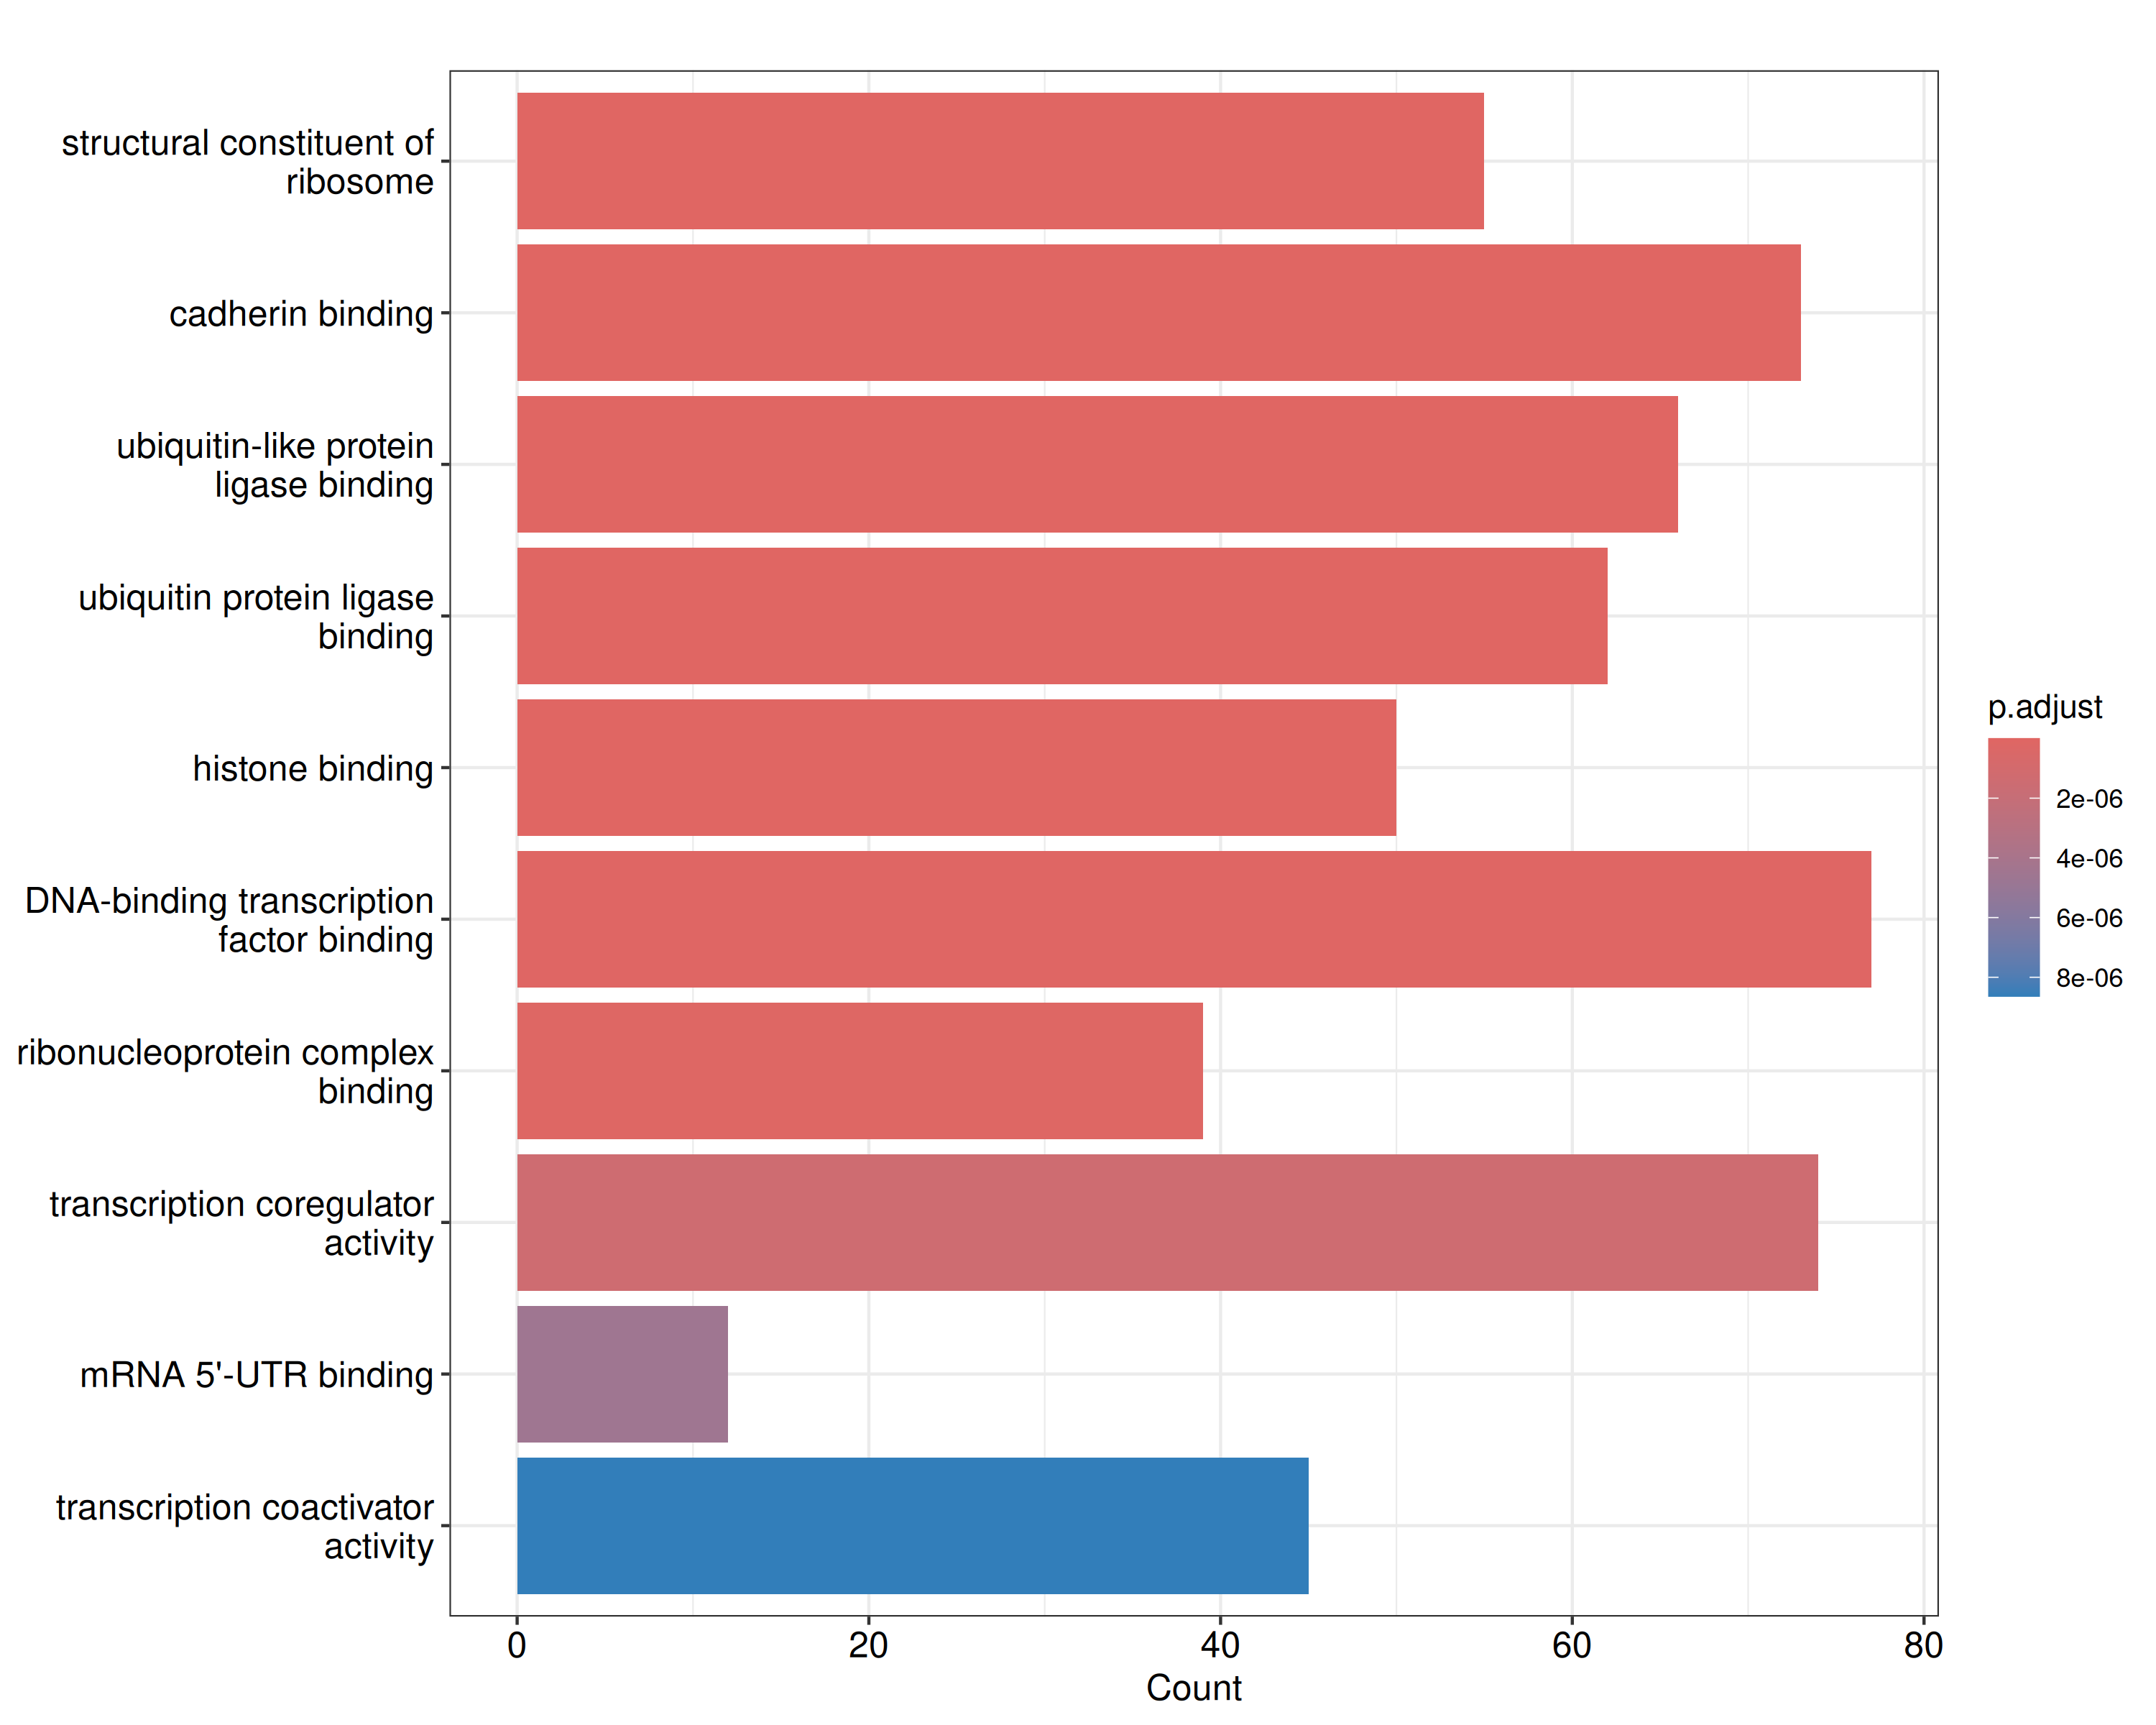 structural constituent of
ribosome
cadherin binding
ubiquitin-like protein
ligase binding
ubiquitin protein ligase
binding
histone binding
DNA-binding transcription
factor binding
ribonucleoprotein complex
binding
transcription coregulator
activity
mRNA 5'-UTR binding
transcription coactivator
activity
0 20 40 60 80
Count
p.adjust
2e-06
4e-06
6e-06
8e-06